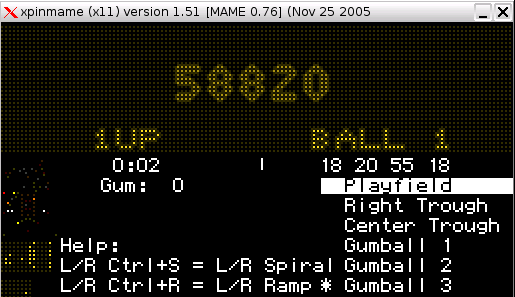 xpinmame (x11) version 1.51 [MAME 0.76] (Nov 25 2005
58820
1UP BALL 1
0:02 18 20 55 18
Gum: 0 Playfield
Right Trough
Center Trough
Help: Gumball 1
L/R Ctrl+S = L/R Spiral Gumball 2
L/R Ctrl+R = L/R Ramp * Gumball 3